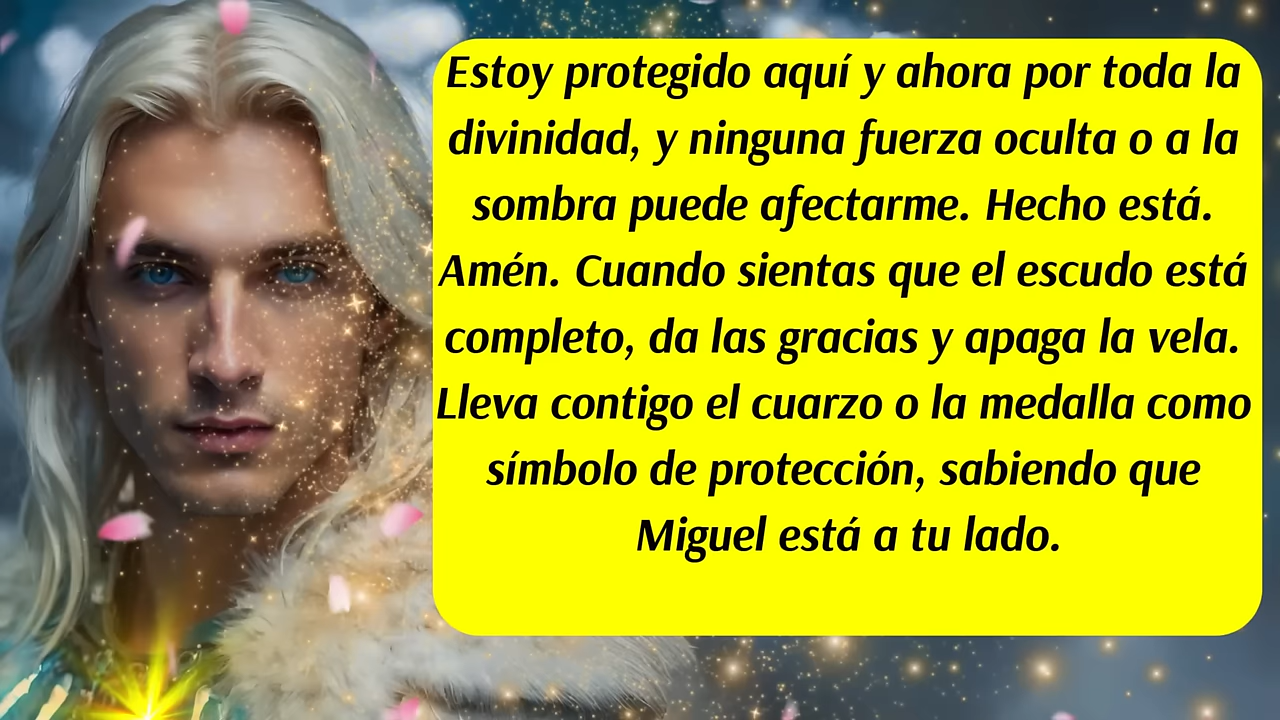 Estoy protegido aquí y ahora por toda la
divinidad, y ninguna fuerza oculta o a la
sombra puede afectarme. Hecho está.
Amén. Cuando sientas que el escudo está
completo, da las gracias y apaga la vela.
Lleva contigo el cuarzo o la medalla como
símbolo de protección, sabiendo que
Miguel está a tu lado.